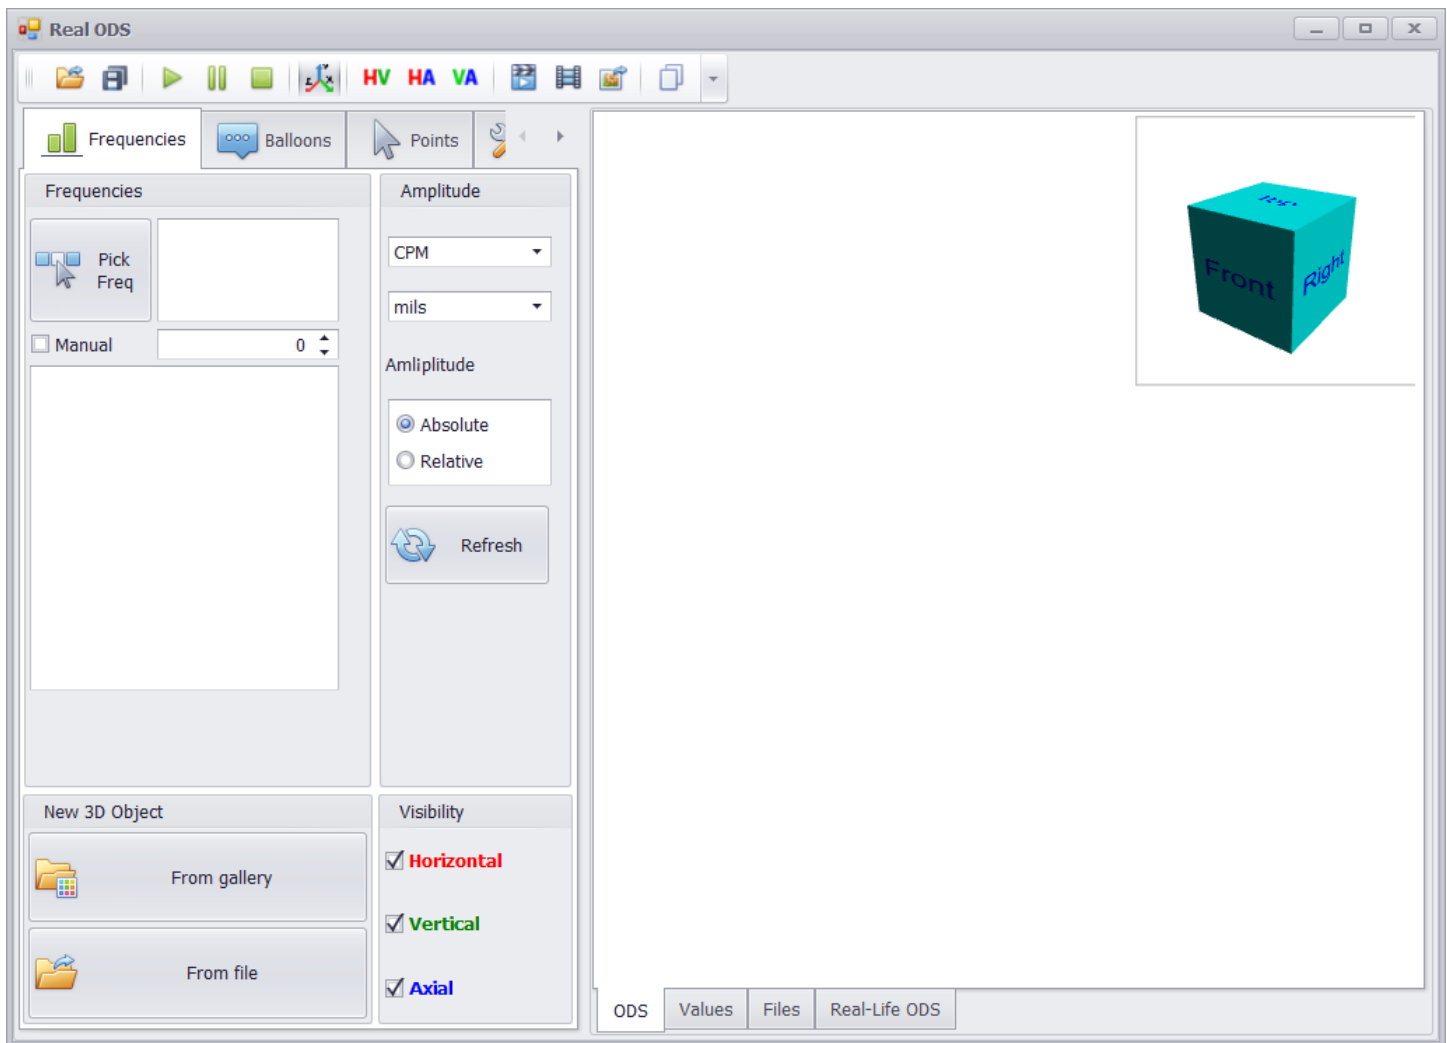 Real ODS
HV HA VA
Frequencies Balloons Points
Frequencies
Amplitude
Pick
Freq
CPM
mils
Manual 0
Amliplitude
Absolute
Relative
Refresh
Top
Front
Right
New 3D Object
Visibility
From gallery
Horizontal
Vertical
From file
Axial
ODS Values Files Real-Life ODS